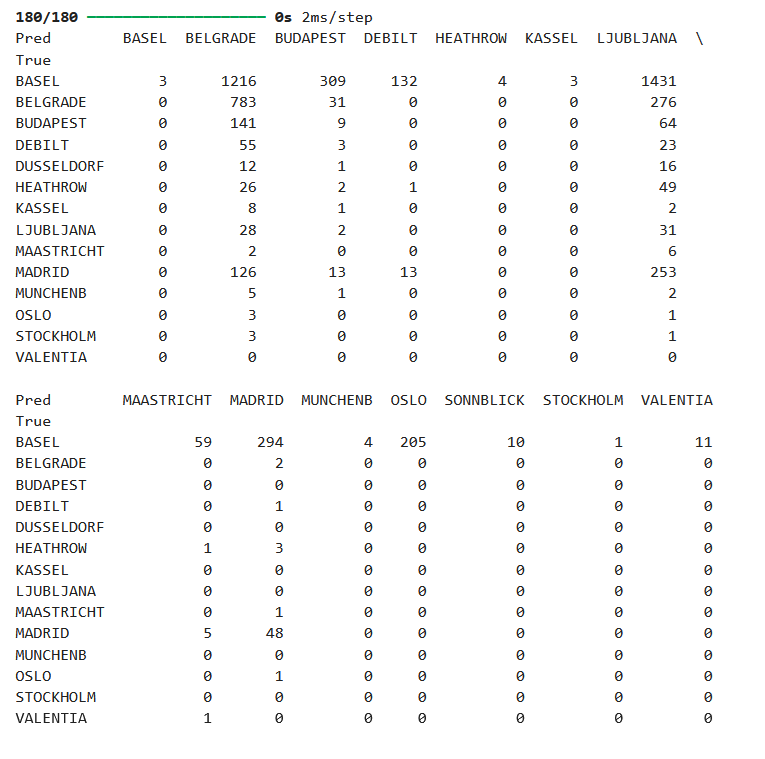 180/180 ━━━━━━━━━━━━━━━━━━━━ 0s 2ms/step
Pred BASEL BELGRADE BUDAPEST DEBILT HEATHROW KASSEL LJUBLJANA \
True
BASEL 3 1216 309 132 4 3 1431
BELGRADE 0 783 31 0 0 0 276
BUDAPEST 0 141 9 0 0 0 64
DEBILT 0 55 3 0 0 0 23
DUSSELDORF 0 12 1 0 0 0 16
HEATHROW 0 26 2 1 0 0 49
KASSEL 0 8 1 0 0 0 2
LJUBLJANA 0 28 2 0 0 0 31
MAASTRICHT 0 2 0 0 0 0 6
MADRID 0 126 13 13 0 0 253
MUNCHENB 0 5 1 0 0 0 2
OSLO 0 3 0 0 0 0 1
STOCKHOLM 0 3 0 0 0 0 1
VALENTIA 0 0 0 0 0 0 0
Pred MAASTRICHT MADRID MUNCHENB OSLO SONNBLICK STOCKHOLM VALENTIA
True
BASEL 59 294 4 205 10 1 11
BELGRADE 0 2 0 0 0 0 0
BUDAPEST 0 0 0 0 0 0 0
DEBILT 0 1 0 0 0 0 0
DUSSELDORF 0 0 0 0 0 0 0
HEATHROW 1 3 0 0 0 0 0
KASSEL 0 0 0 0 0 0 0
LJUBLJANA 0 0 0 0 0 0 0
MAASTRICHT 0 1 0 0 0 0 0
MADRID 5 48 0 0 0 0 0
MUNCHENB 0 0 0 0 0 0 0
OSLO 0 1 0 0 0 0 0
STOCKHOLM 0 0 0 0 0 0 0
VALENTIA 1 0 0 0 0 0 0